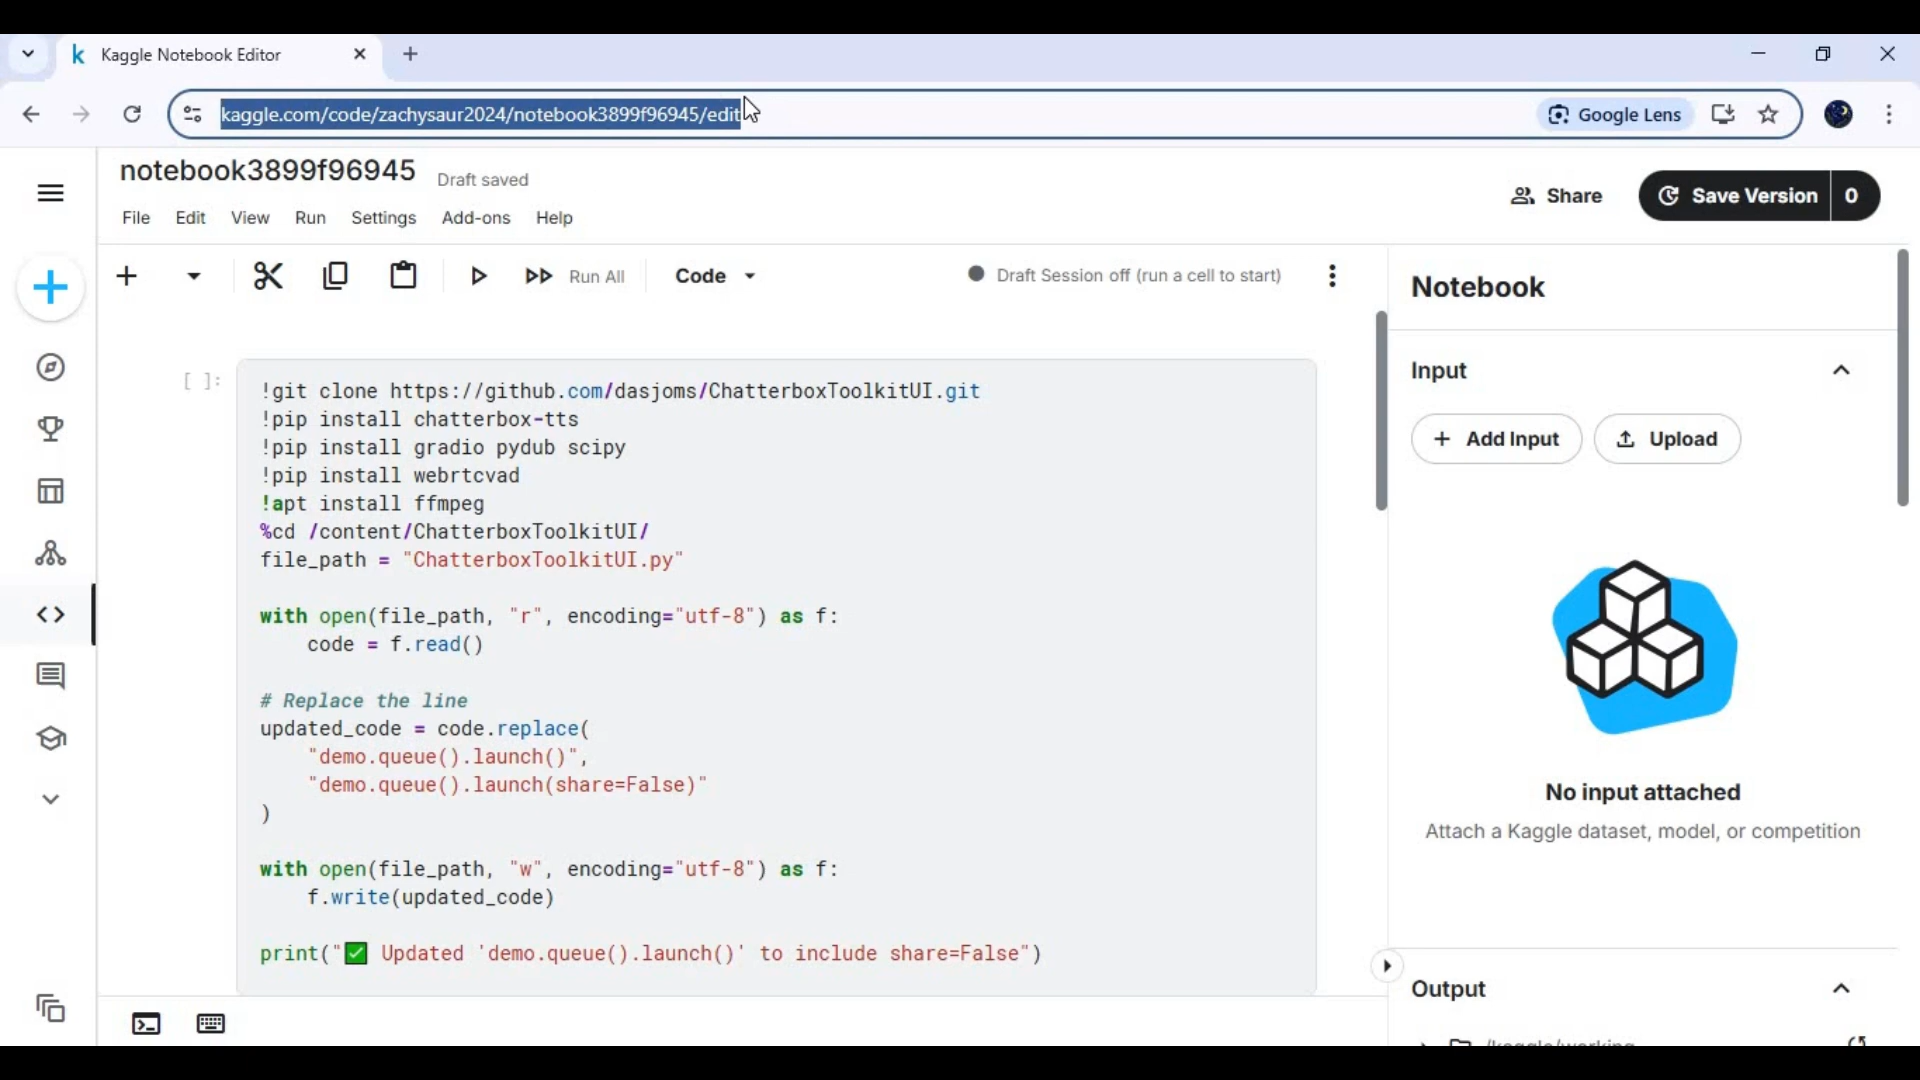 Kaggle Notebook Editor
kaggle.com/code/zachysaur2024/notebook3899f96945/edit
Google Lens
notebook3899f96945
Draft saved
File Edit View Run Settings Add-ons Help
Share
Save Version 0
Run All
Code
Draft Session off (run a cell to start)
Notebook
Input
+ Add Input
Upload
No input attached
Attach a Kaggle dataset, model, or competition
Output
/kaggle/working
[ ]:
!git clone https://github.com/dasjoms/ChatterboxToolkitUI.git
!pip install chatterbox-tts
!pip install gradio pydub scipy
!pip install webrtcvad
!apt install ffmpeg
%cd /content/ChatterboxToolkitUI/
file_path = "ChatterboxToolkitUI.py"
with open(file_path, "r", encoding="utf-8") as f:
    code = f.read()
# Replace the line
updated_code = code.replace(
    "demo.queue().launch()",
    "demo.queue().launch(share=False)"
)
with open(file_path, "w", encoding="utf-8") as f:
    f.write(updated_code)
print("✅ Updated 'demo.queue().launch()' to include share=False")